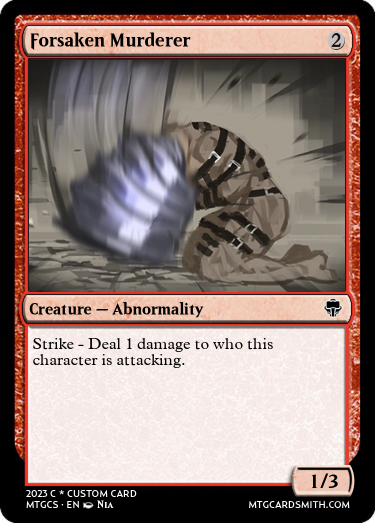 Forsaken Murderer
2
Creature — Abnormality
Strike - Deal 1 damage to who this
character is attacking.
1/3
2023 C * CUSTOM CARD
MTGCS · EN NIA
MTGCARDSMITH.COM